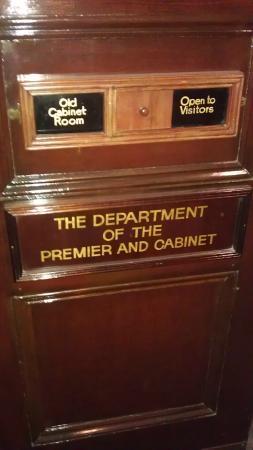 Old
Cabinet
Room
Open to
Visitors
THE DEPARTMENT
OF THE
PREMIER AND CABINET